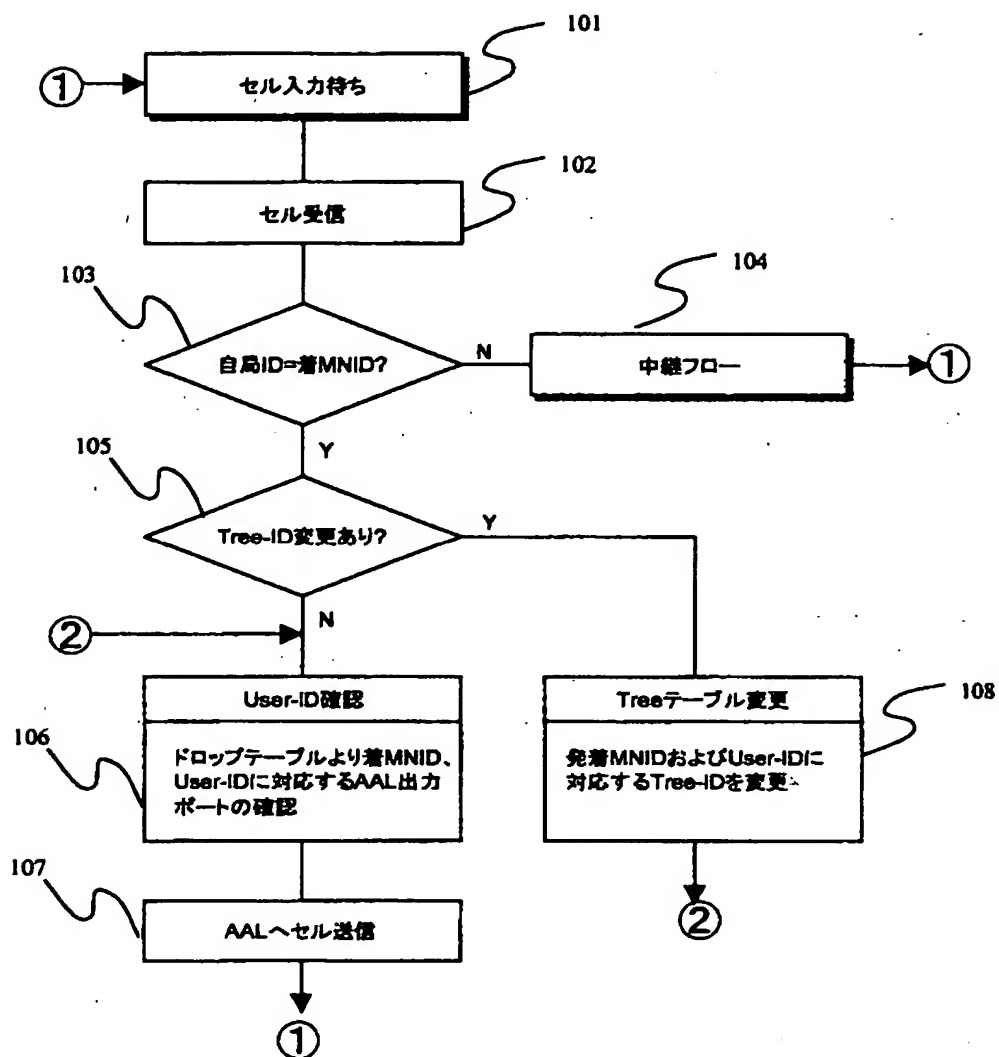 101
①
セル入力待ち
102
セル受信
103
104
自局ID=着MNID?
N
中継フロー
①
Y
105
Tree-ID変更あり?
Y
N
②
User-ID確認
Treeテーブル変更
108
106
ドロップテーブルより着MNID、
User-IDに対応するAAL出力
ポートの確認
発着MNIDおよびUser-IDに
対応するTree-IDを変更
107
②
AALへセル送信
①